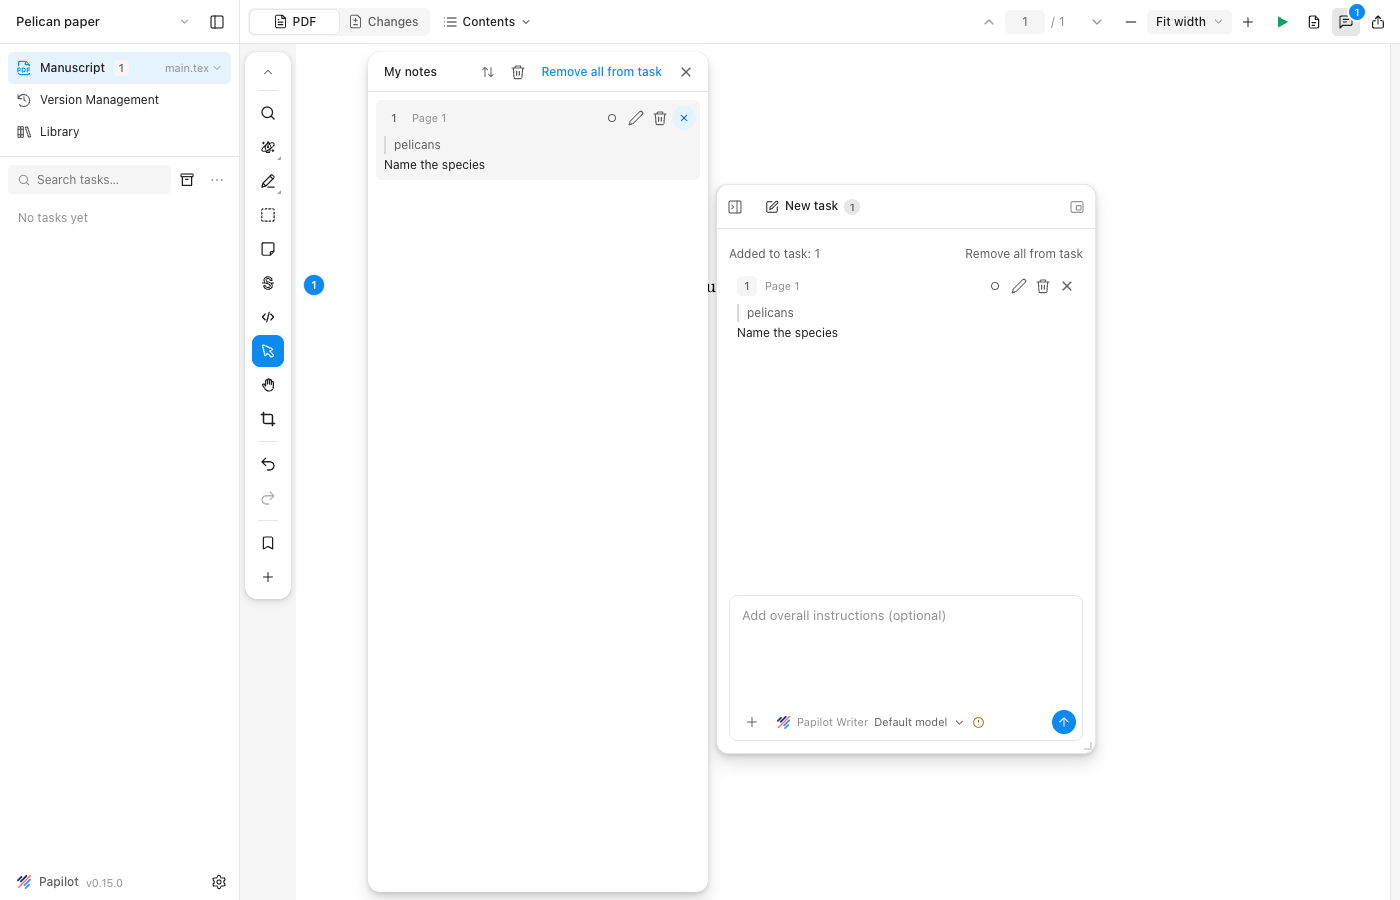 Pelican paper
PDF
Changes
Contents
1 / 1
Fit width
1
Manuscript 1 main.tex
Version Management
Library
Search tasks...
No tasks yet
1
My notes
Remove all from task
1 Page 1
pelicans
Name the species
New task 1
Added to task: 1
Remove all from task
1 Page 1
pelicans
Name the species
Add overall instructions (optional)
Papilot Writer Default model
Papilot v0.15.0